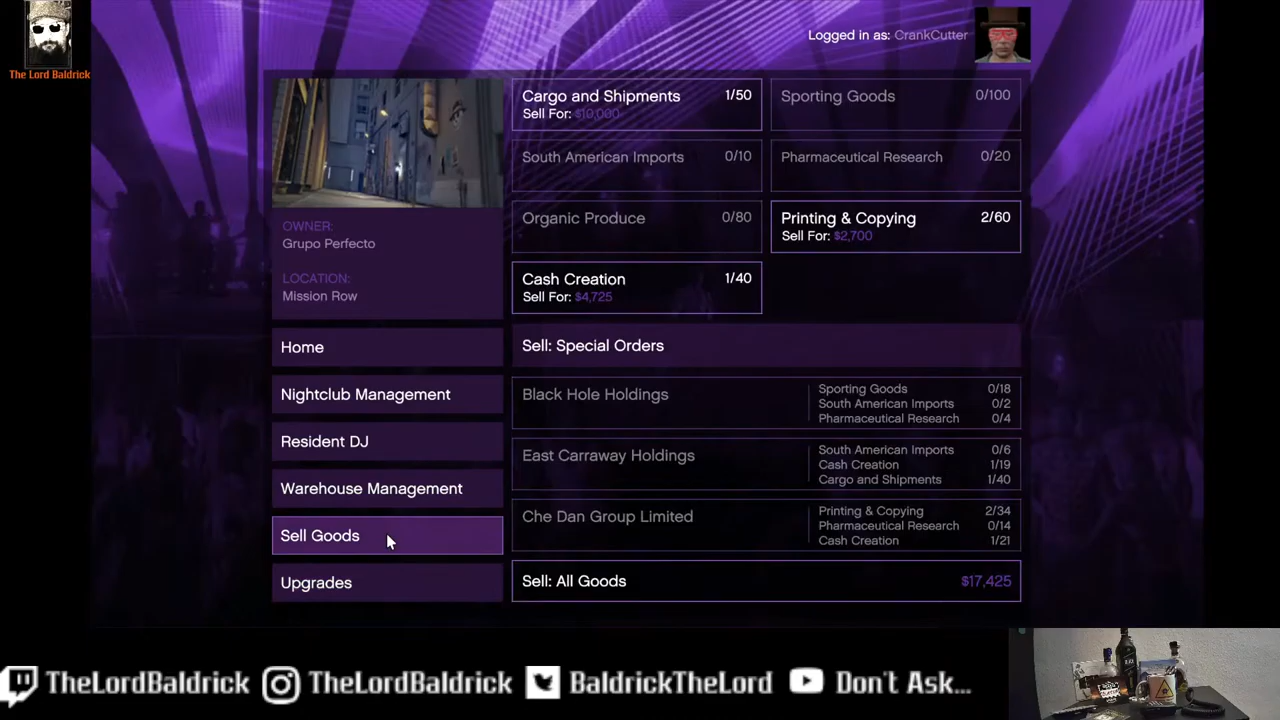 The Lord Baldrick
Logged in as: CrankCutter
OWNER:
Grupo Perfecto
LOCATION:
Mission Row
Home
Nightclub Management
Resident DJ
Warehouse Management
Sell Goods
Upgrades
Cargo and Shipments 1/50
Sell For: $10,000
Sporting Goods 0/100
South American Imports 0/10
Pharmaceutical Research 0/20
Organic Produce 0/80
Printing & Copying 2/60
Sell For: $2,700
Cash Creation 1/40
Sell For: $4,725
Sell: Special Orders
Black Hole Holdings
Sporting Goods 0/18
South American Imports 0/2
Pharmaceutical Research 0/4
East Carraway Holdings
South American Imports 0/6
Cash Creation 1/19
Cargo and Shipments 1/40
Che Dan Group Limited
Printing & Copying 2/34
Pharmaceutical Research 0/14
Cash Creation 1/21
Sell: All Goods $17,425
TheLordBaldrick TheLordBaldrick BaldrickTheLord Don't Ask...